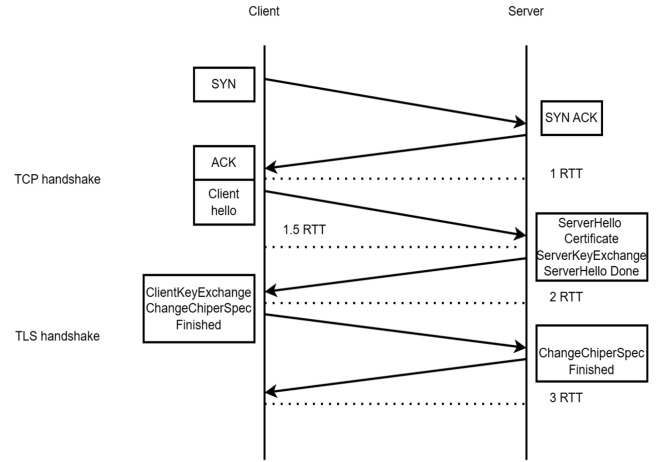 Client
Server
SYN
SYN ACK
ACK
1 RTT
TCP handshake
Client
hello
1.5 RTT
ServerHello
Certificate
ServerKeyExchange
ServerHello Done
ClientKeyExchange
ChangeChiperSpec
Finished
2 RTT
TLS handshake
ChangeChiperSpec
Finished
3 RTT